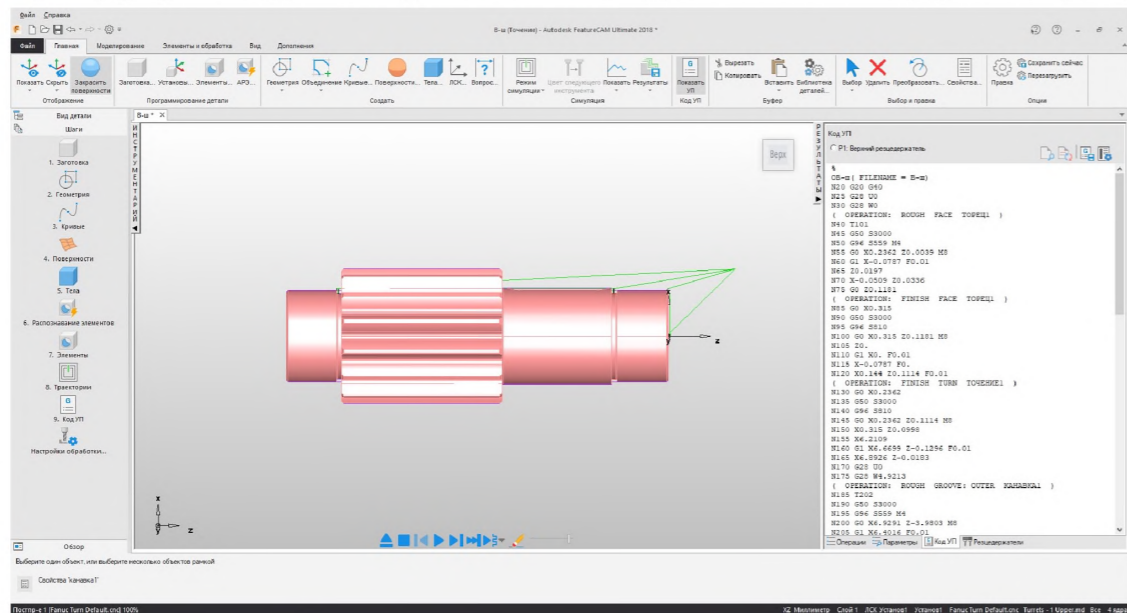 Файл Справка
В-ш (Точение) - Autodesk FeatureCAM Ultimate 2018 *
Файл Главная Моделирование Элементы и обработка Вид Дополнения
Показать Скрыть Закрасить поверхности
Заготовка... Установы... Элементы... АРЭ...
Геометрия Объединение Кривые... Поверхности... Тела... ЛСК... Вопрос...
Режим симуляции Цвет следующего инструмента Показать Результаты
Показать УП
Вырезать
Копировать
Вставить Библиотека деталей...
Выбор Удалить Преобразовать... Свойства...
Правка
Сохранить сейчас
Перезагрузить
Отображение Программирование детали Создать Симуляция Код УП Буфер Выбор и правка Опции
Вид детали
Шаги
1. Заготовка
2. Геометрия
3. Кривые
4. Поверхности
5. Тела
6. Распознавание элементов
7. Элементы
8. Траектории
9. Код УП
Настройки обработки...
Обзор
В-ш *
ИНСТРУМЕНТАРИЙ
Верх
x
y
z
x
y
z
РЕЗУЛЬТАТЫ
Код УП
P1: Верхний резцедержатель
%
OВ-ш( FILENAME = В-ш)
N20 G20 G40
N25 G28 U0
N30 G28 W0
( OPERATION: ROUGH FACE ТОРЕЦ1 )
N40 T101
N45 G50 S3000
N50 G96 S559 M4
N55 G0 X0.2362 Z0.0039 M8
N60 G1 X-0.0787 F0.01
N65 Z0.0197
N70 X-0.0509 Z0.0336
N75 G0 Z0.1181
( OPERATION: FINISH FACE ТОРЕЦ1 )
N85 G0 X0.315
N90 G50 S3000
N95 G96 S810
N100 G0 X0.315 Z0.1181 M8
N105 Z0.
N110 G1 X0. F0.01
N115 X-0.0787 F0.
N120 X0.144 Z0.1114 F0.01
( OPERATION: FINISH TURN ТОЧЕНИЕ1 )
N130 G0 X0.2362
N135 G50 S3000
N140 G96 S810
N145 G0 X0.2362 Z0.1114 M8
N150 X0.315 Z0.0998
N155 X6.2109
N160 G1 X6.6699 Z-0.1296 F0.01
N165 X6.8926 Z-0.0183
N170 G28 U0
N175 G28 W4.9213
( OPERATION: ROUGH GROOVE: OUTER КАНАВКА1 )
N185 T202
N190 G50 S3000
N195 G96 S559 M4
N200 G0 X6.9291 Z-3.9803 M8
N205 G1 X6.4016 F0.01
Операции Параметры Код УП Резцедержатели
Выберите один объект, или выберите несколько объектов рамкой
Свойства 'канавка1'
Постпр-в 1 (Fanuc Turn Default.cnc) 100%
XZ Миллиметр Слой 1 ЛСК Установ1 Установ1 Fanuc Turn Default.cnc Turrets - 1 Upper.md Все 4 ядра